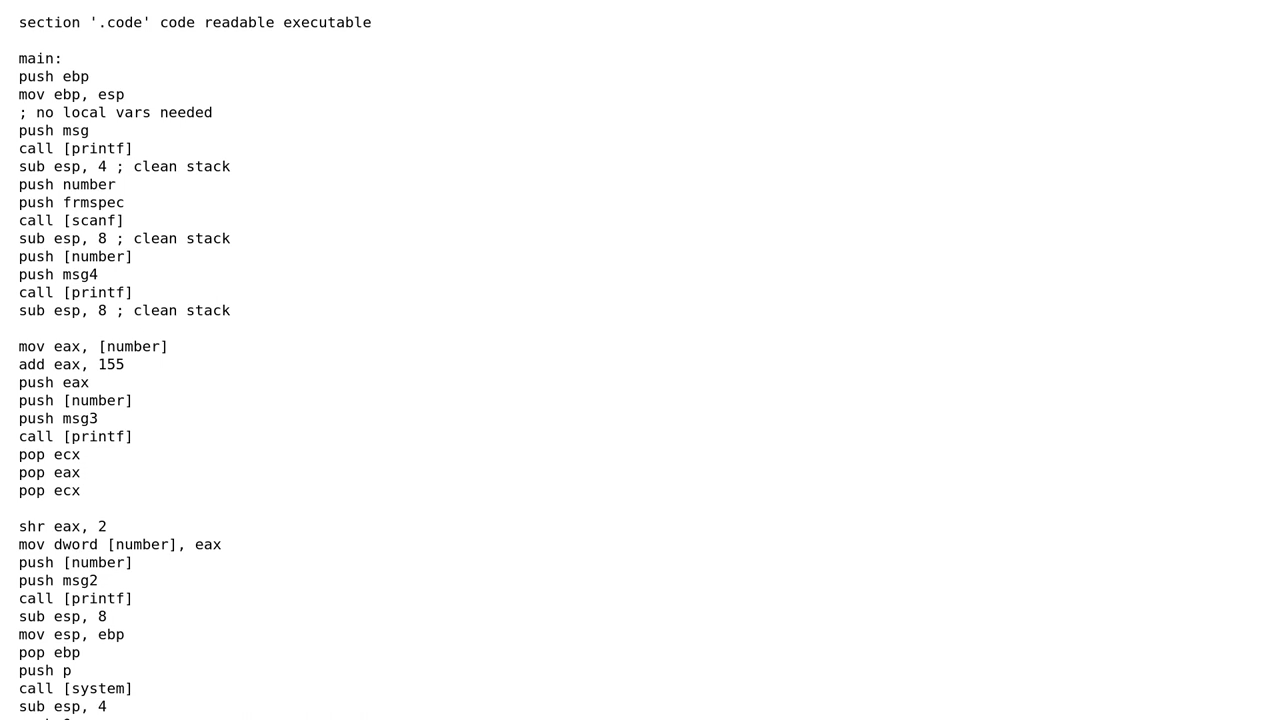 section '.code' code readable executable
main:
push ebp
mov ebp, esp
; no local vars needed
push msg
call [printf]
sub esp, 4 ; clean stack
push number
push frmspec
call [scanf]
sub esp, 8 ; clean stack
push [number]
push msg4
call [printf]
sub esp, 8 ; clean stack
mov eax, [number]
add eax, 155
push eax
push [number]
push msg3
call [printf]
pop ecx
pop eax
pop ecx
shr eax, 2
mov dword [number], eax
push [number]
push msg2
call [printf]
sub esp, 8
mov esp, ebp
pop ebp
push p
call [system]
sub esp, 4